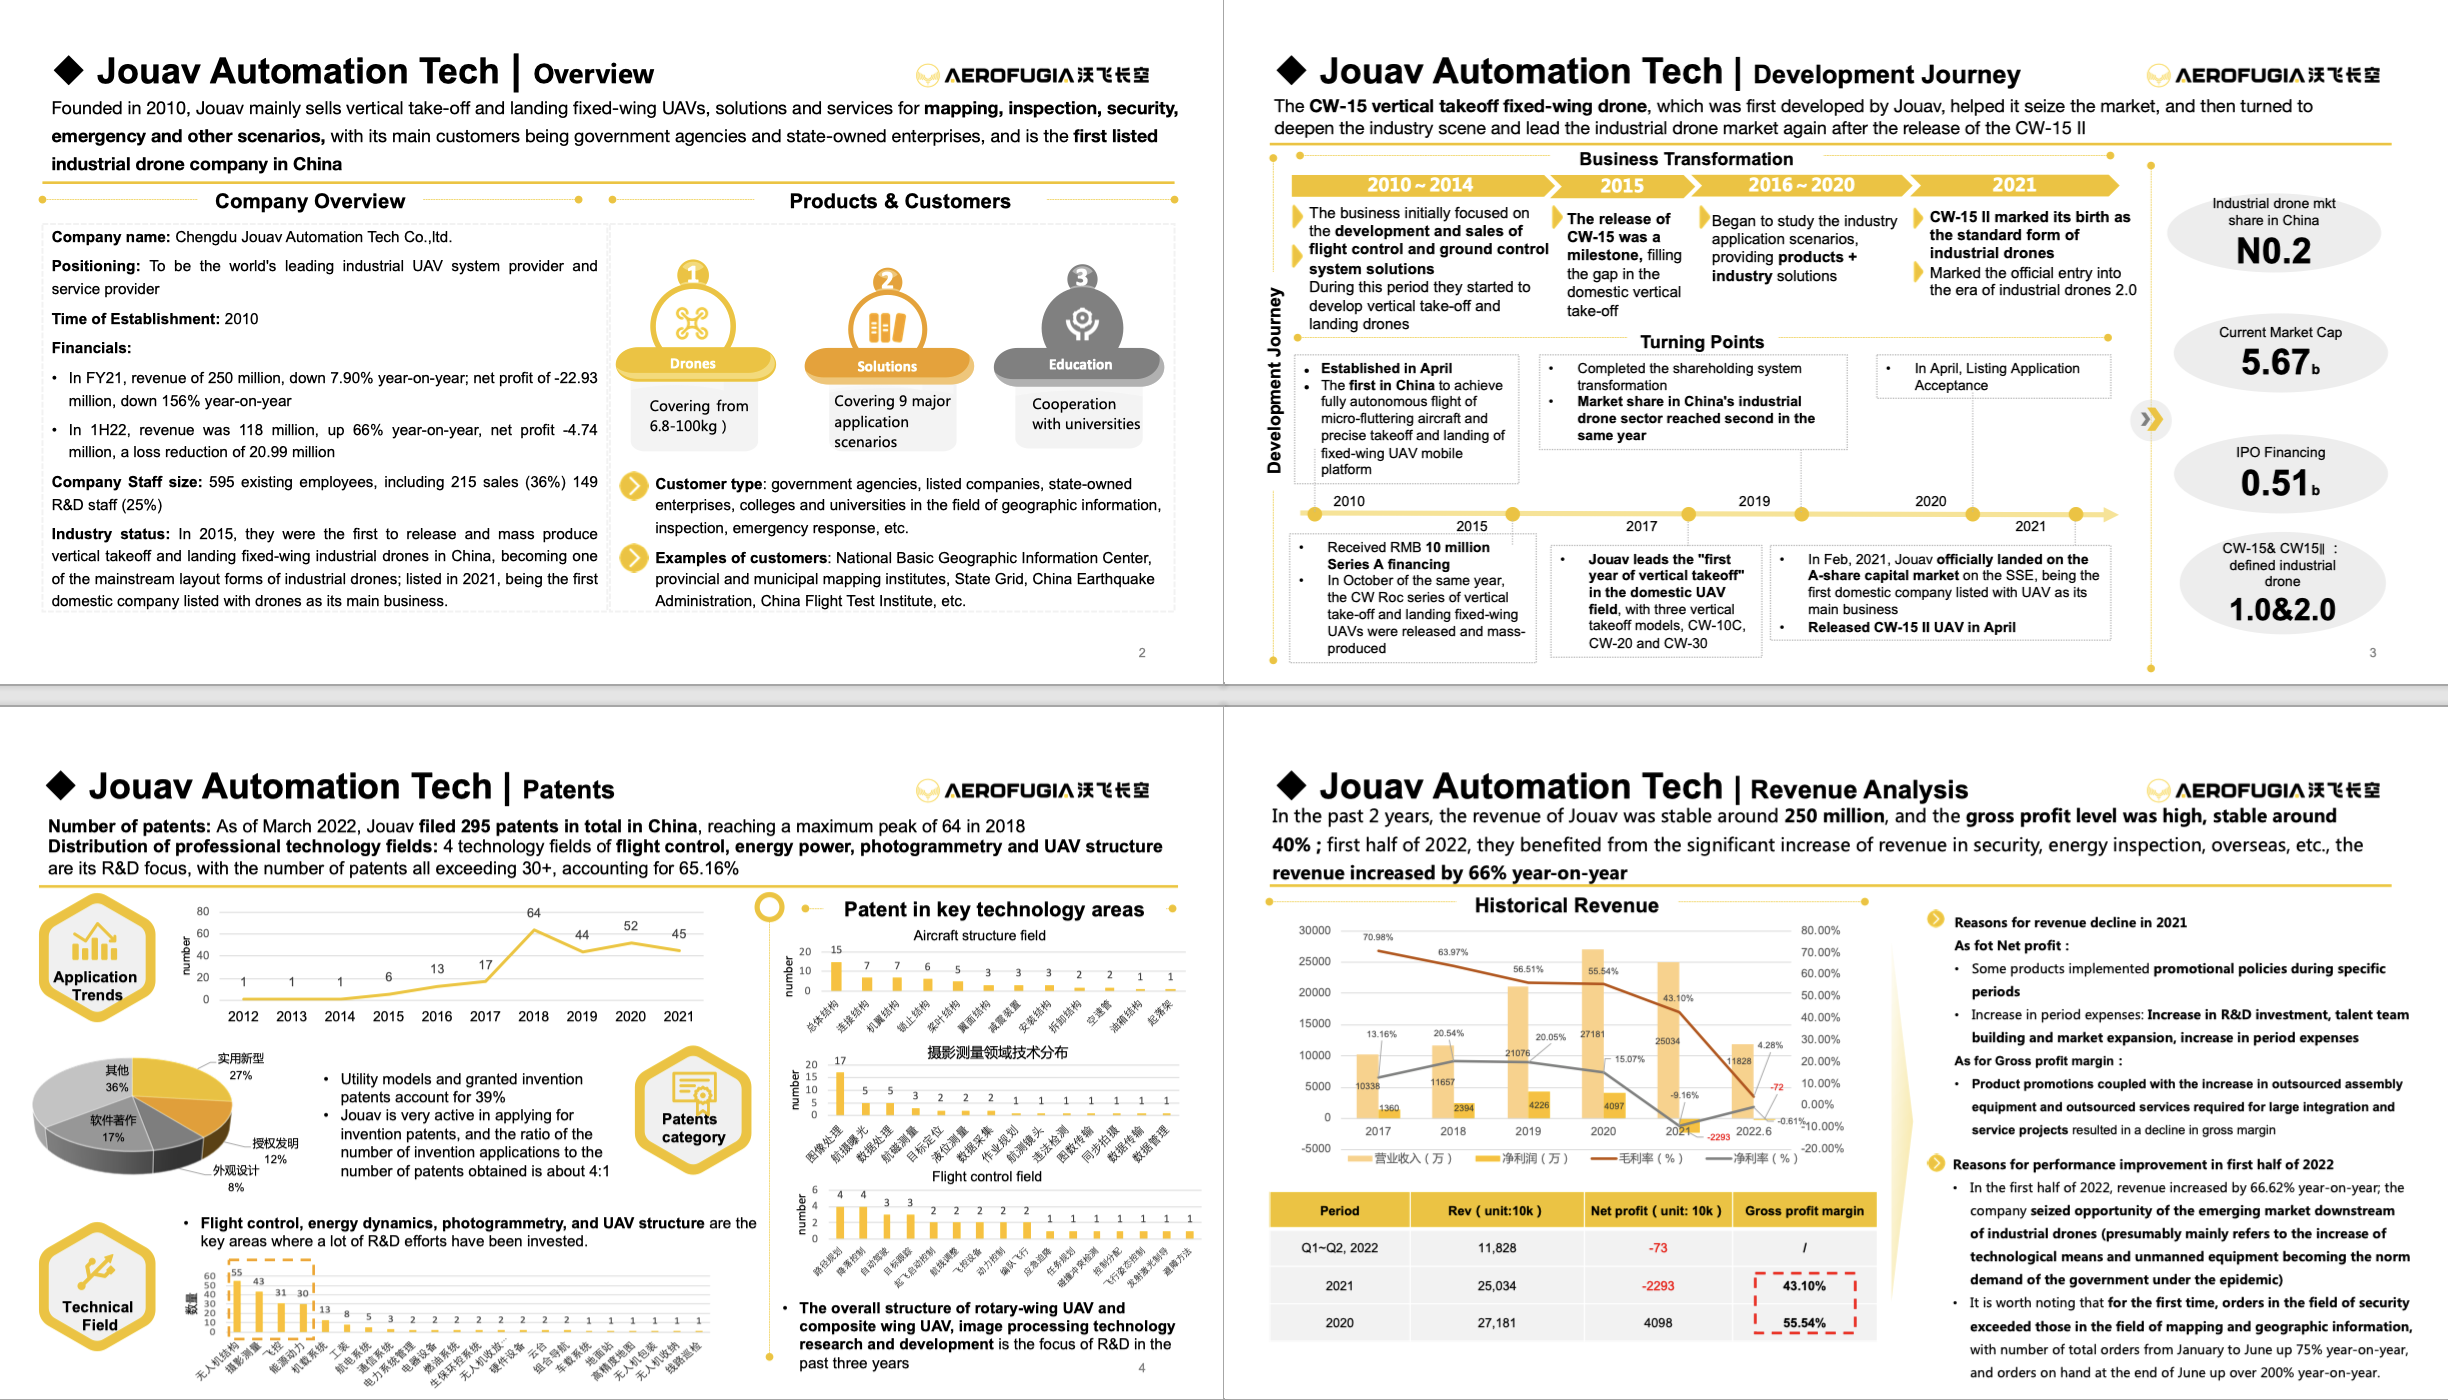 ◆ Jouav Automation Tech | Overview
AEROFUGIA沃飞长空
Founded in 2010, Jouav mainly sells vertical take-off and landing fixed-wing UAVs, solutions and services for mapping, inspection, security,
emergency and other scenarios, with its main customers being government agencies and state-owned enterprises, and is the first listed
industrial drone company in China
Company Overview
Company name: Chengdu Jouav Automation Tech Co.,ltd.
Positioning: To be the world's leading industrial UAV system provider and
service provider
Time of Establishment: 2010
Financials:
• In FY21, revenue of 250 million, down 7.90% year-on-year; net profit of -22.93
million, down 156% year-on-year
• In 1H22, revenue was 118 million, up 66% year-on-year, net profit -4.74
million, a loss reduction of 20.99 million
Company Staff size: 595 existing employees, including 215 sales (36%) 149
R&D staff (25%)
Industry status: In 2015, they were the first to release and mass produce
vertical takeoff and landing fixed-wing industrial drones in China, becoming one
of the mainstream layout forms of industrial drones; listed in 2021, being the first
domestic company listed with drones as its main business.
Products & Customers
1
Drones
Covering from
6.8-100kg )
2
Solutions
Covering 9 major
application
scenarios
3
Education
Cooperation
with universities
Customer type: government agencies, listed companies, state-owned
enterprises, colleges and universities in the field of geographic information,
inspection, emergency response, etc.
Examples of customers: National Basic Geographic Information Center,
provincial and municipal mapping institutes, State Grid, China Earthquake
Administration, China Flight Test Institute, etc.
2
◆ Jouav Automation Tech | Development Journey
AEROFUGIA沃飞长空
The CW-15 vertical takeoff fixed-wing drone, which was first developed by Jouav, helped it seize the market, and then turned to
deepen the industry scene and lead the industrial drone market again after the release of the CW-15 II
Development Journey
Business Transformation
2010～2014
The business initially focused on
the development and sales of
flight control and ground control
system solutions
During this period they started to
develop vertical take-off and
landing drones
2015
The release of
CW-15 was a
milestone, filling
the gap in the
domestic vertical
take-off
2016～2020
Began to study the industry
application scenarios,
providing products +
industry solutions
2021
CW-15 II marked its birth as
the standard form of
industrial drones
Marked the official entry into
the era of industrial drones 2.0
Turning Points
• Established in April
• The first in China to achieve
fully autonomous flight of
micro-fluttering aircraft and
precise takeoff and landing of
fixed-wing UAV mobile
platform
• Completed the shareholding system
transformation
• Market share in China's industrial
drone sector reached second in the
same year
• In April, Listing Application
Acceptance
2010
2015
2017
2019
2020
2021
• Received RMB 10 million
Series A financing
• In October of the same year,
the CW Roc series of vertical
take-off and landing fixed-wing
UAVs were released and mass-
produced
• Jouav leads the "first
year of vertical takeoff"
in the domestic UAV
field, with three vertical
takeoff models, CW-10C,
CW-20 and CW-30
• In Feb, 2021, Jouav officially landed on the
A-share capital market on the SSE, being the
first domestic company listed with UAV as its
main business
• Released CW-15 II UAV in April
Industrial drone mkt
share in China
N0.2
Current Market Cap
5.67b
IPO Financing
0.51b
CW-15& CW15Ⅱ :
defined industrial
drone
1.0&2.0
3
◆ Jouav Automation Tech | Patents
AEROFUGIA沃飞长空
Number of patents: As of March 2022, Jouav filed 295 patents in total in China, reaching a maximum peak of 64 in 2018
Distribution of professional technology fields: 4 technology fields of flight control, energy power, photogrammetry and UAV structure
are its R&D focus, with the number of patents all exceeding 30+, accounting for 65.16%
Application
Trends
number
80
60
40
20
0
1 1 1 6 13 17 64 44 52 45
2012 2013 2014 2015 2016 2017 2018 2019 2020 2021
实用新型
27%
其他
36%
软件著作
17%
授权发明
12%
外观设计
8%
• Utility models and granted invention
patents account for 39%
• Jouav is very active in applying for
invention patents, and the ratio of the
number of invention applications to the
number of patents obtained is about 4:1
Patents
category
• Flight control, energy dynamics, photogrammetry, and UAV structure are the
key areas where a lot of R&D efforts have been invested.
Technical
Field
数量
60
50
40
30
20
10
0
55 43 31 30 13 8 5 3 2 2 2 2 2 2 2 2 1 1 1 1 1 1
无人机结构 摄影测量 飞控 能源动力 机载系统 工装 航电系统 通信系统 电力系统管理 电器设备 燃油系统 生保环控系统 无人机收放… 硬件设备 云台 组合导航 车载系统 地面站 高精度地图 无人机包装 无人机收纳 线路巡检
Patent in key technology areas
Aircraft structure field
number
20
10
0
15 7 7 6 5 3 3 3 2 2 1 1
总体结构 连接结构 机翼结构 锁止结构 桨叶结构 翼面结构 减震装置 安装结构 拆卸结构 空速管 油箱结构 起落架
摄影测量领域技术分布
number
20
15
10
5
0
17 5 5 3 2 2 2 1 1 1 1 1 1 1
图像处理 航摄曝光 数据处理 航磁测量 目标定位 液位测量 数据采集 作业规划 航测镜头 违法检测 图数传输 同步拍摄 数据传输 数据管理
Flight control field
number
6
4
2
0
4 4 3 3 2 2 2 2 2 1 1 1 1 1 1 1
路径规划 降落控制 自动驾驶 目标跟踪 起飞启动控制 航线调整 飞控设备 动力控制 编队飞行 应急迫降 任务规划 碰撞冲突检测 控制分配 飞行姿态控制 发射激光制导 避障方法
• The overall structure of rotary-wing UAV and
composite wing UAV, image processing technology
research and development is the focus of R&D in the
past three years
4
◆ Jouav Automation Tech | Revenue Analysis
AEROFUGIA沃飞长空
In the past 2 years, the revenue of Jouav was stable around 250 million, and the gross profit level was high, stable around
40% ; first half of 2022, they benefited from the significant increase of revenue in security, energy inspection, overseas, etc., the
revenue increased by 66% year-on-year
Historical Revenue
30000
25000
20000
15000
10000
5000
0
-5000
80.00%
70.00%
60.00%
50.00%
40.00%
30.00%
20.00%
10.00%
0.00%
-10.00%
-20.00%
70.98% 63.97% 56.51% 55.54% 43.10% 4.28%
13.16% 20.54% 20.05% 15.07% -9.16% -0.61%
10338 11657 21076 27181 25034 11828
1360 2394 4226 4097 -2293 -72
2017 2018 2019 2020 2021 2022.6
营业收入（万） 净利润（万） 毛利率（%） 净利率（%）
Period Rev ( unit:10k ) Net profit ( unit: 10k ) Gross profit margin
Q1~Q2, 2022 11,828 -73 /
2021 25,034 -2293 43.10%
2020 27,181 4098 55.54%
Reasons for revenue decline in 2021
As fot Net profit :
• Some products implemented promotional policies during specific
periods
• Increase in period expenses: Increase in R&D investment, talent team
building and market expansion, increase in period expenses
As for Gross profit margin :
• Product promotions coupled with the increase in outsourced assembly
equipment and outsourced services required for large integration and
service projects resulted in a decline in gross margin
Reasons for performance improvement in first half of 2022
• In the first half of 2022, revenue increased by 66.62% year-on-year; the
company seized opportunity of the emerging market downstream
of industrial drones (presumably mainly refers to the increase of
technological means and unmanned equipment becoming the norm
demand of the government under the epidemic)
• It is worth noting that for the first time, orders in the field of security
exceeded those in the field of mapping and geographic information,
with number of total orders from January to June up 75% year-on-year,
and orders on hand at the end of June up over 200% year-on-year.